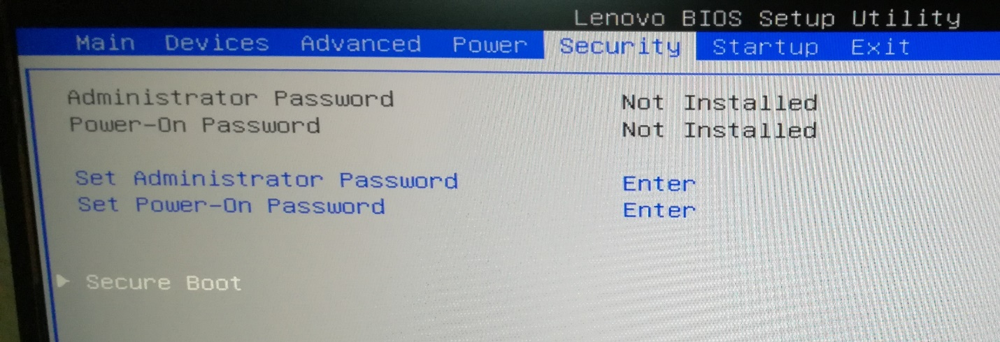 Lenovo BIOS Setup Utility
Main Devices Advanced Power Security Startup Exit
Administrator Password Not Installed
Power-On Password Not Installed
Set Administrator Password Enter
Set Power-On Password Enter
Secure Boot